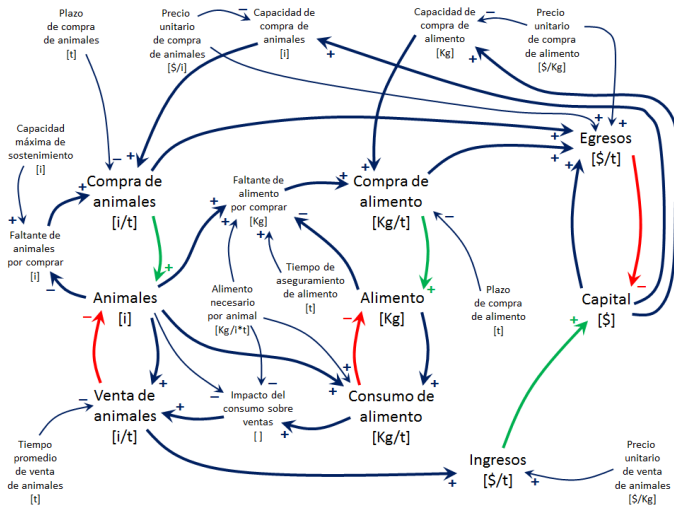 Plazo
de compra
de animales
[t]
Precio
unitario
de compra
de animales
[$/i]
Capacidad
de compra
de animales
[i]
Capacidad
de compra
de alimento
[Kg]
Precio
unitario
de compra
de alimento
[$/Kg]
Capacidad
máxima de
sostenimiento
[i]
Egresos
[$/t]
Compra de
animales
[i/t]
Faltante de
alimento
por comprar
[Kg]
Compra de
alimento
[Kg/t]
Faltante de
animales
por comprar
[i]
Animales
[i]
Alimento
necesario
por animal
[Kg/i*t]
Tiempo de
aseguramiento
de alimento
[t]
Alimento
[Kg]
Plazo
de compra
de alimento
[t]
Capital
[$]
Venta de
animales
[i/t]
Impacto del
consumo sobre
ventas
[ ]
Consumo de
alimento
[Kg/t]
Tiempo
promedio
de venta
de animales
[t]
Ingresos
[$/t]
Precio
unitario
de venta
de animales
[$/Kg]